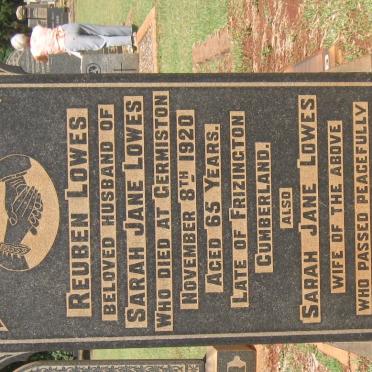 REUBEN LOWES
BELOVED HUSBAND OF
SARAH JANE LOWES
WHO DIED AT GERMISTON
NOVEMBER 8TH 1920
AGED 65 YEARS.
LATE OF FRIZINGTON
CUMBERLAND.
ALSO
SARAH JANE LOWES
WIFE OF THE ABOVE
WHO PASSED PEACEFULLY